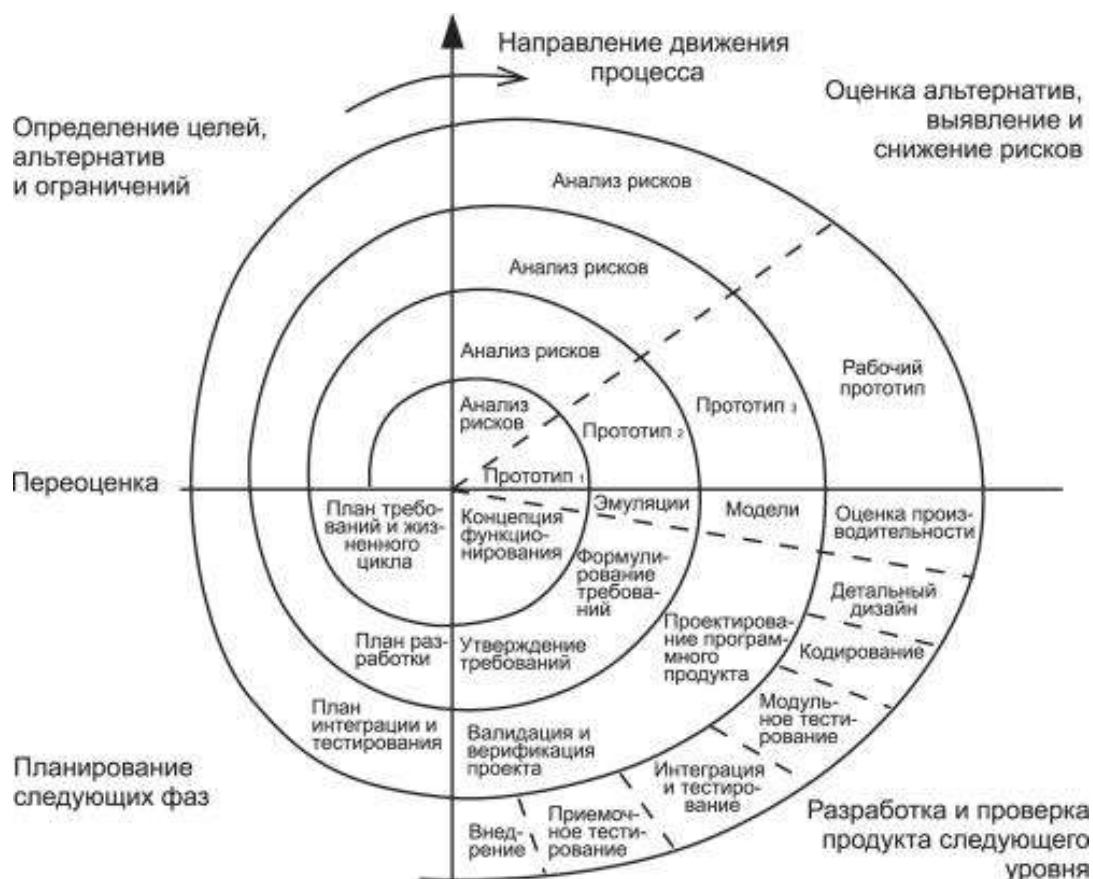 Направление движения
процесса
Определение целей,
альтернатив
и ограничений
Оценка альтернатив,
выявление и
снижение рисков
Анализ рисков
Анализ рисков
Анализ рисков
Анализ
рисков
Рабочий
прототип
Прототип 3
Прототип 2
Прототип 1
Переоценка
План требо-
ваний и жиз-
ненного
цикла
Концепция
функцио-
нирования
Эмуляции
Модели
Оценка произ-
водительности
Формули-
рование
требова-
ний
Детальный
дизайн
План раз-
работки
Утверждение
требований
Проектирова-
ние програм-
много
продукта
Кодирование
План
интеграции и
тестирования
Валидация и
верификация
проекта
Модуль-
ное тести-
рование
Интеграция
и тестиро-
вание
Приемоч-
ное тести-
рование
Внед-
рение
Планирование
следующих фаз
Разработка и проверка
продукта следующего
уровня